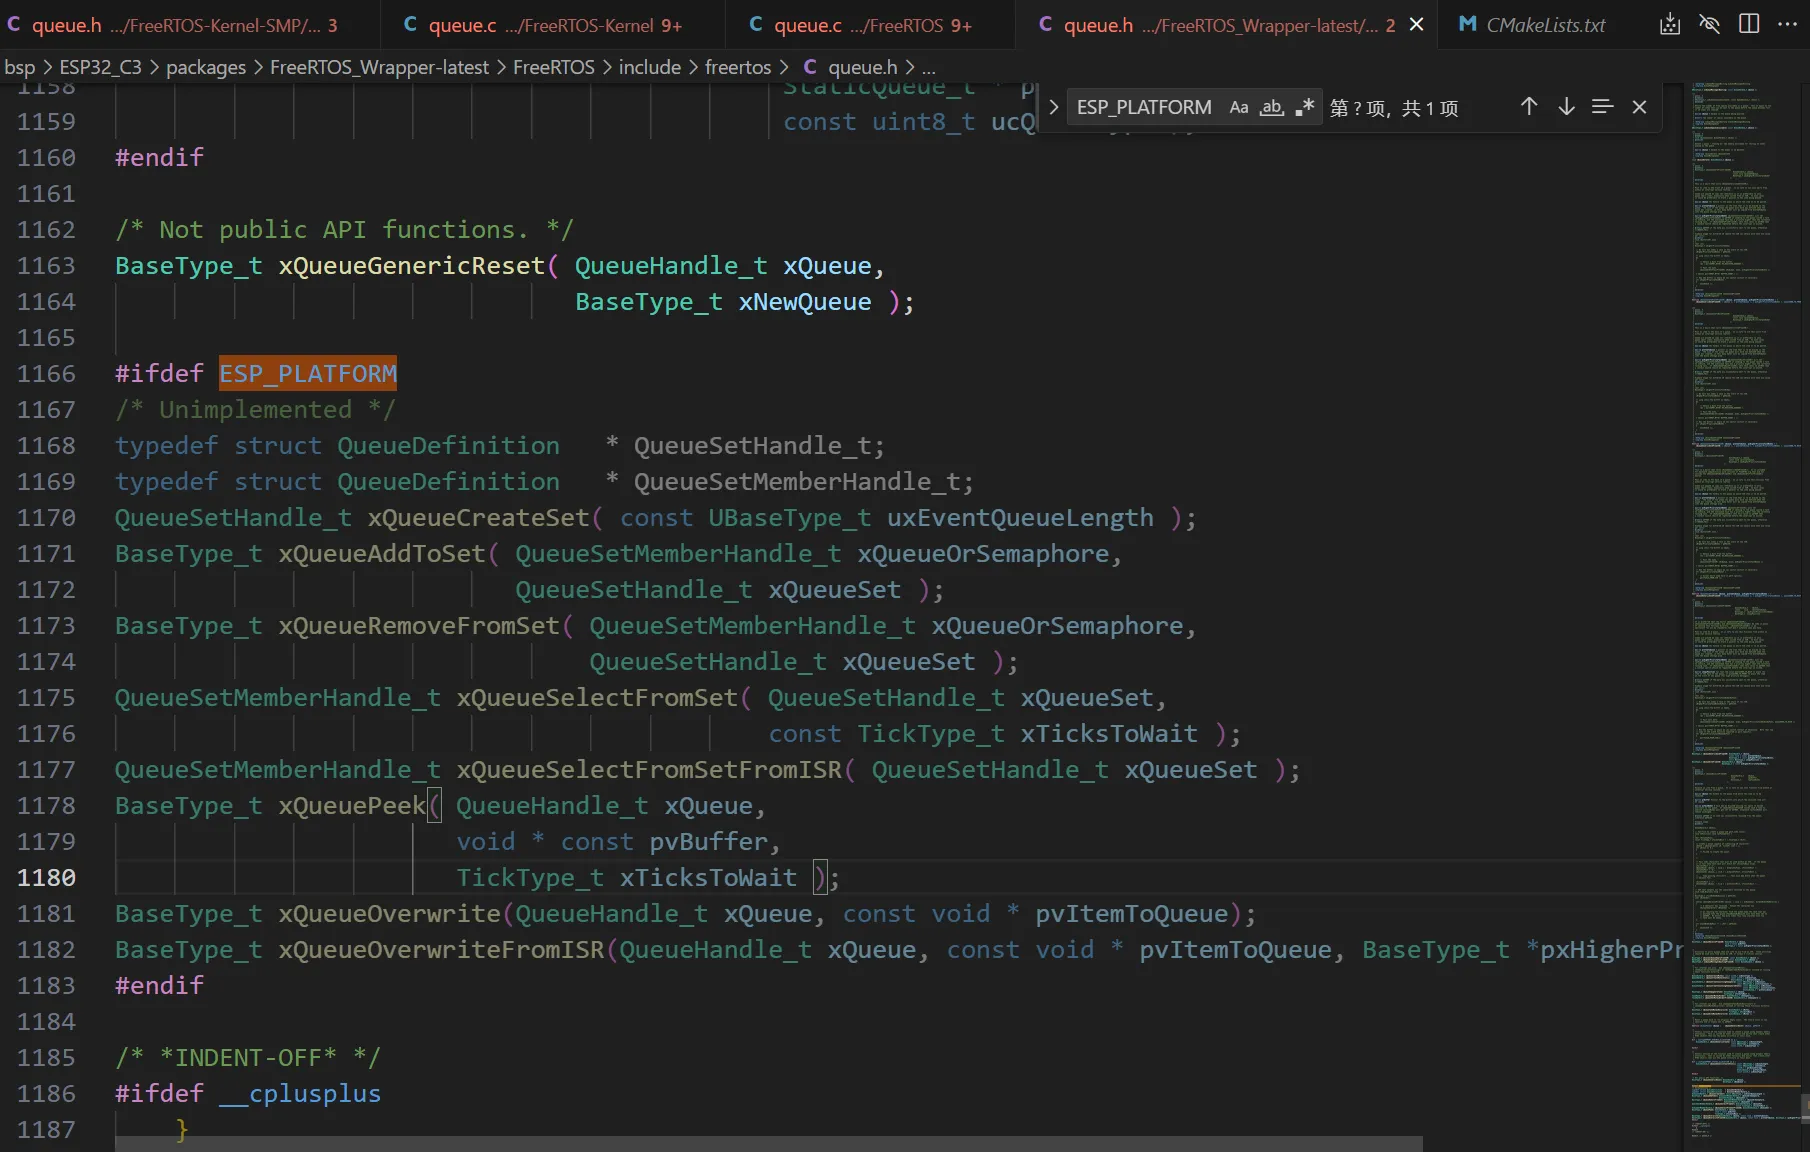 queue.h .../FreeRTOS-Kernel-SMP/... 3
queue.c .../FreeRTOS-Kernel 9+
queue.c .../FreeRTOS 9+
queue.h .../FreeRTOS_Wrapper-latest/... 2
CMakeLists.txt
bsp > ESP32_C3 > packages > FreeRTOS_Wrapper-latest > FreeRTOS > include > freertos > C queue.h > ...
ESP_PLATFORM Aa ab .* 第 ? 项, 共 1 项
1158 StaticQueue_t * p
1159 const uint8_t ucQ
1160 #endif
1161
1162 /* Not public API functions. */
1163 BaseType_t xQueueGenericReset( QueueHandle_t xQueue,
1164 BaseType_t xNewQueue );
1165
1166 #ifdef ESP_PLATFORM
1167 /* Unimplemented */
1168 typedef struct QueueDefinition * QueueSetHandle_t;
1169 typedef struct QueueDefinition * QueueSetMemberHandle_t;
1170 QueueSetHandle_t xQueueCreateSet( const UBaseType_t uxEventQueueLength );
1171 BaseType_t xQueueAddToSet( QueueSetMemberHandle_t xQueueOrSemaphore,
1172 QueueSetHandle_t xQueueSet );
1173 BaseType_t xQueueRemoveFromSet( QueueSetMemberHandle_t xQueueOrSemaphore,
1174 QueueSetHandle_t xQueueSet );
1175 QueueSetMemberHandle_t xQueueSelectFromSet( QueueSetHandle_t xQueueSet,
1176 const TickType_t xTicksToWait );
1177 QueueSetMemberHandle_t xQueueSelectFromSetFromISR( QueueSetHandle_t xQueueSet );
1178 BaseType_t xQueuePeek( QueueHandle_t xQueue,
1179 void * const pvBuffer,
1180 TickType_t xTicksToWait );
1181 BaseType_t xQueueOverwrite(QueueHandle_t xQueue, const void * pvItemToQueue);
1182 BaseType_t xQueueOverwriteFromISR(QueueHandle_t xQueue, const void * pvItemToQueue, BaseType_t *pxHigherPr
1183 #endif
1184
1185 /* *INDENT-OFF* */
1186 #ifdef __cplusplus
1187 }